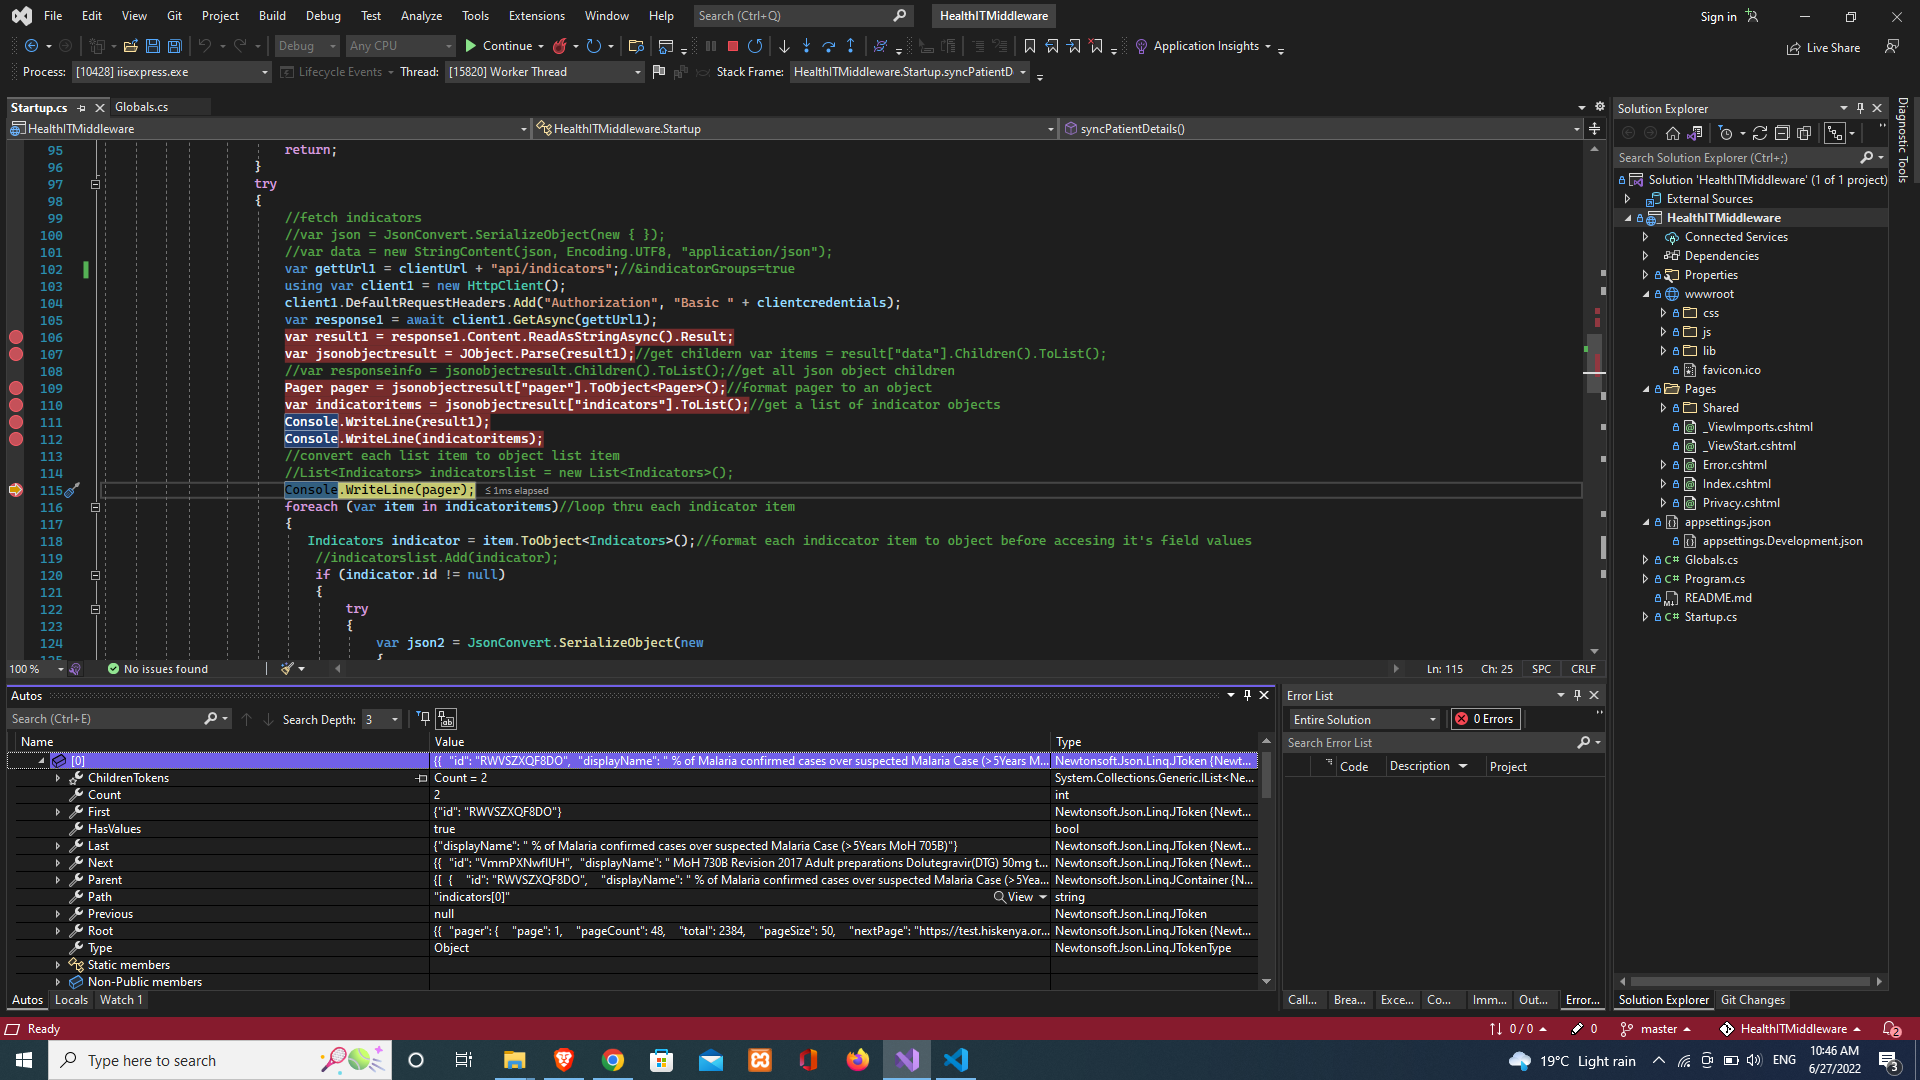 File Edit View Git Project Build Debug Test Analyze Tools Extensions Window Help Search (Ctrl+Q) HealthITMiddleware Sign in
Debug Any CPU Continue Application Insights Live Share
Process: [10428] iisexpress.exe Lifecycle Events Thread: [15820] Worker Thread Stack Frame: HealthITMiddleware.Startup.syncPatientD
Startup.cs Globals.cs
HealthITMiddleware HealthITMiddleware.Startup syncPatientDetails()
95 return;
96 }
97 try
98 {
99 //fetch indicators
100 //var json = JsonConvert.SerializeObject(new { });
101 //var data = new StringContent(json, Encoding.UTF8, "application/json");
102 var gettUrl1 = clientUrl + "api/indicators";//&indicatorGroups=true
103 using var client1 = new HttpClient();
104 client1.DefaultRequestHeaders.Add("Authorization", "Basic " + clientcredentials);
105 var response1 = await client1.GetAsync(gettUrl1);
106 var result1 = response1.Content.ReadAsStringAsync().Result;
107 var jsonobjectresult = JObject.Parse(result1);//get childern var items = result["data"].Children().ToList();
108 //var responseinfo = jsonobjectresult.Children().ToList();//get all json object children
109 Pager pager = jsonobjectresult["pager"].ToObject<Pager>();//format pager to an object
110 var indicatoritems = jsonobjectresult["indicators"].ToList();//get a list of indicator objects
111 Console.WriteLine(result1);
112 Console.WriteLine(indicatoritems);
113 //convert each list item to object list item
114 //List<Indicators> indicatorslist = new List<Indicators>();
115 Console.WriteLine(pager); ≤ 1ms elapsed
116 foreach (var item in indicatoritems)//loop thru each indicator item
117 {
118 Indicators indicator = item.ToObject<Indicators>();//format each indiccator item to object before accesing it's field values
119 //indicatorslist.Add(indicator);
120 if (indicator.id != null)
121 {
122 try
123 {
124 var json2 = JsonConvert.SerializeObject(new
125 {
100 % No issues found Ln: 115 Ch: 25 SPC CRLF
Autos
Search (Ctrl+E) Search Depth: 3
Name Value Type
[0] {{ "id": "RWVSZXQF8DO", "displayName": " % of Malaria confirmed cases over suspected Malaria Case (>5Years M... Newtonsoft.Json.Linq.JToken {Newt...
ChildrenTokens Count = 2 System.Collections.Generic.IList<Ne...
Count 2 int
First {"id": "RWVSZXQF8DO"} Newtonsoft.Json.Linq.JToken {Newt...
HasValues true bool
Last {"displayName": " % of Malaria confirmed cases over suspected Malaria Case (>5Years MoH 705B)"} Newtonsoft.Json.Linq.JToken {Newt...
Next {{ "id": "VmmPXNwfIUH", "displayName": " MoH 730B Revision 2017 Adult preparations Dolutegravir(DTG) 50mg t... Newtonsoft.Json.Linq.JToken {Newt...
Parent {[ { "id": "RWVSZXQF8DO", "displayName": " % of Malaria confirmed cases over suspected Malaria Case (>5Yea... Newtonsoft.Json.Linq.JContainer {N...
Path "indicators[0]" View string
Previous null Newtonsoft.Json.Linq.JToken
Root {{ "pager": { "page": 1, "pageCount": 48, "total": 2384, "pageSize": 50, "nextPage": "https://test.hiskenya.or... Newtonsoft.Json.Linq.JToken {Newt...
Type Object Newtonsoft.Json.Linq.JTokenType
Static members
Non-Public members
Autos Locals Watch 1
Error List
Entire Solution 0 Errors
Search Error List
Code Description Project
Call... Brea... Exce... Co... Imm... Out... Error...
Solution Explorer
Search Solution Explorer (Ctrl+;)
Solution 'HealthITMiddleware' (1 of 1 project)
External Sources
HealthITMiddleware
Connected Services
Dependencies
Properties
wwwroot
css
js
lib
favicon.ico
Pages
Shared
_ViewImports.cshtml
_ViewStart.cshtml
Error.cshtml
Index.cshtml
Privacy.cshtml
appsettings.json
appsettings.Development.json
Globals.cs
Program.cs
README.md
Startup.cs
Solution Explorer Git Changes
Diagnostic Tools
Ready 0 / 0 0 master HealthITMiddleware 2
Type here to search 19°C Light rain ENG 10:46 AM
6/27/2022 3